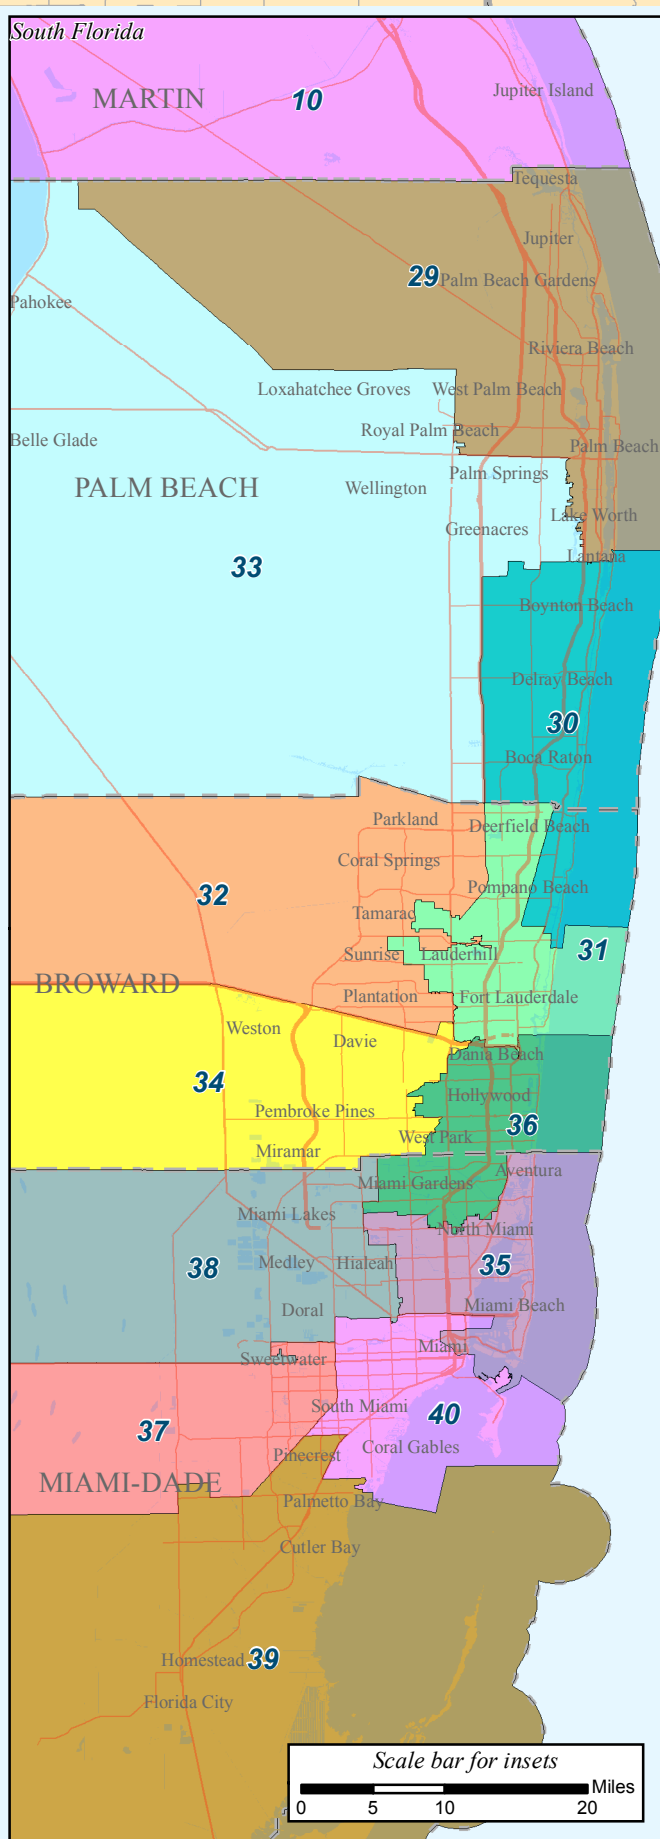 South Florida
Jupiter Island
MARTIN
10
Tequesta
Jupiter
29
Palm Beach Gardens
Pahokee
Riviera Beach
Loxahatchee Groves
West Palm Beach
Royal Palm Beach
Belle Glade
Palm Beach
Palm Springs
PALM BEACH
Wellington
Lake Worth
Greenacres
Lantana
33
Boynton Beach
Delray Beach
30
Boca Raton
Parkland
Deerfield Beach
Coral Springs
32
Pompano Beach
Tamarac
31
Sunrise
Lauderhill
BROWARD
Plantation
Fort Lauderdale
Weston
Davie
Dania Beach
34
Hollywood
Pembroke Pines
36
West Park
Miramar
Aventura
Miami Gardens
Miami Lakes
North Miami
38
Medley
Hialeah
35
Doral
Miami Beach
Miami
Sweetwater
South Miami
40
37
Coral Gables
Pinecrest
MIAMI-DADE
Palmetto Bay
Cutler Bay
Homestead
39
Florida City
Scale bar for insets
Miles
0 5 10 20